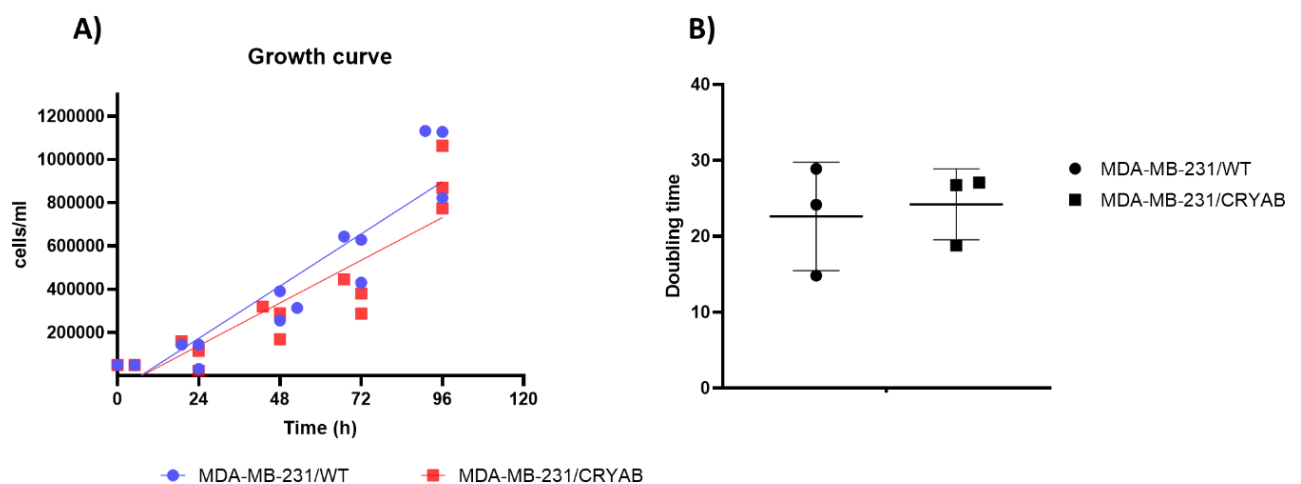 A)
Growth curve
1200000
1000000
800000
600000
400000
200000
cells/ml
0 24 48 72 96 120
Time (h)
MDA-MB-231/WT MDA-MB-231/CRYAB
B)
40
30
20
10
0
Doubling time
MDA-MB-231/WT
MDA-MB-231/CRYAB